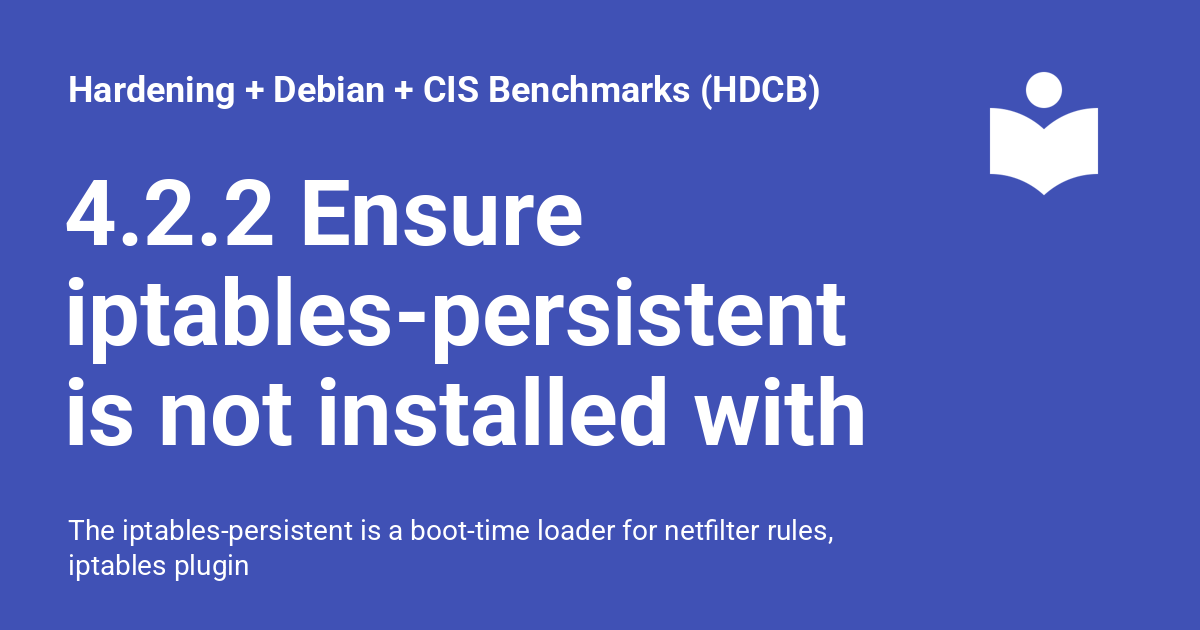 Hardening + Debian + CIS Benchmarks (HDCB)
4.2.2 Ensure
iptables-persistent
is not installed with
The iptables-persistent is a boot-time loader for netfilter rules,
iptables plugin